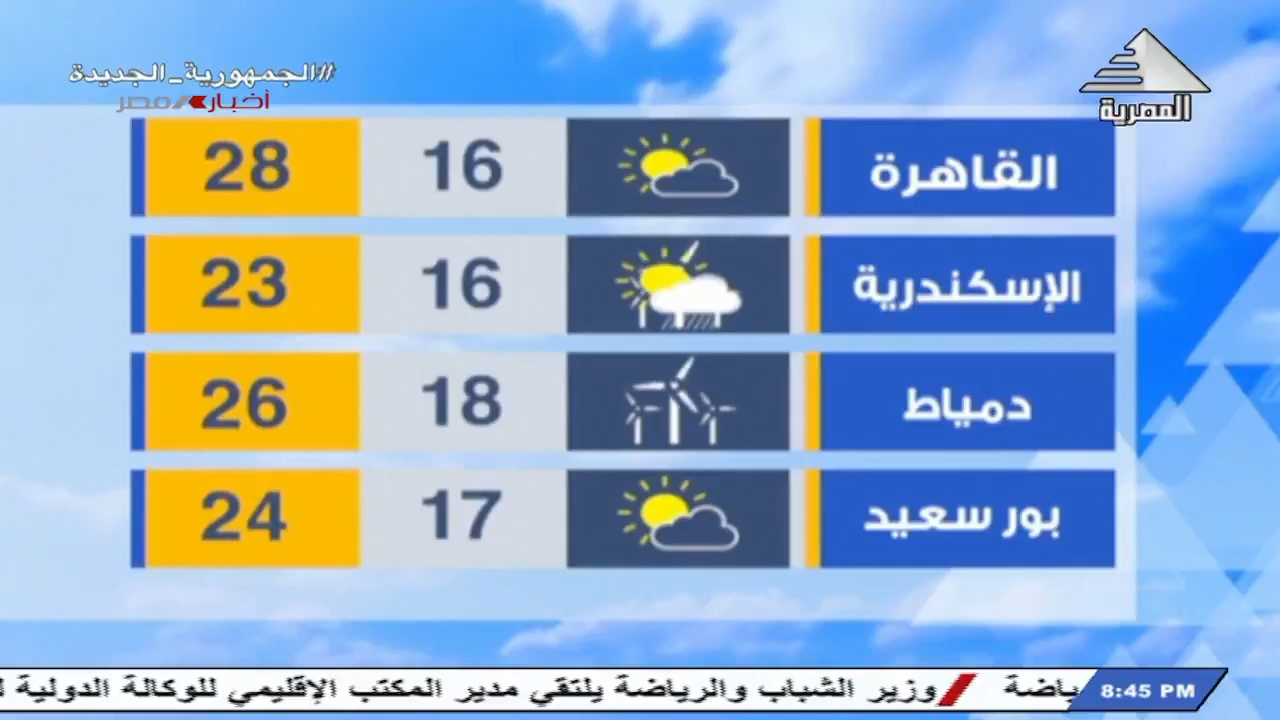 #الجمهورية_الجديدة
أخبار مصر
المصرية
القاهرة 16 28
الإسكندرية 16 23
دمياط 18 26
بور سعيد 17 24
ياضة وزير الشباب والرياضة يلتقي مدير المكتب الإقليمي للوكالة الدولية
8:45 PM